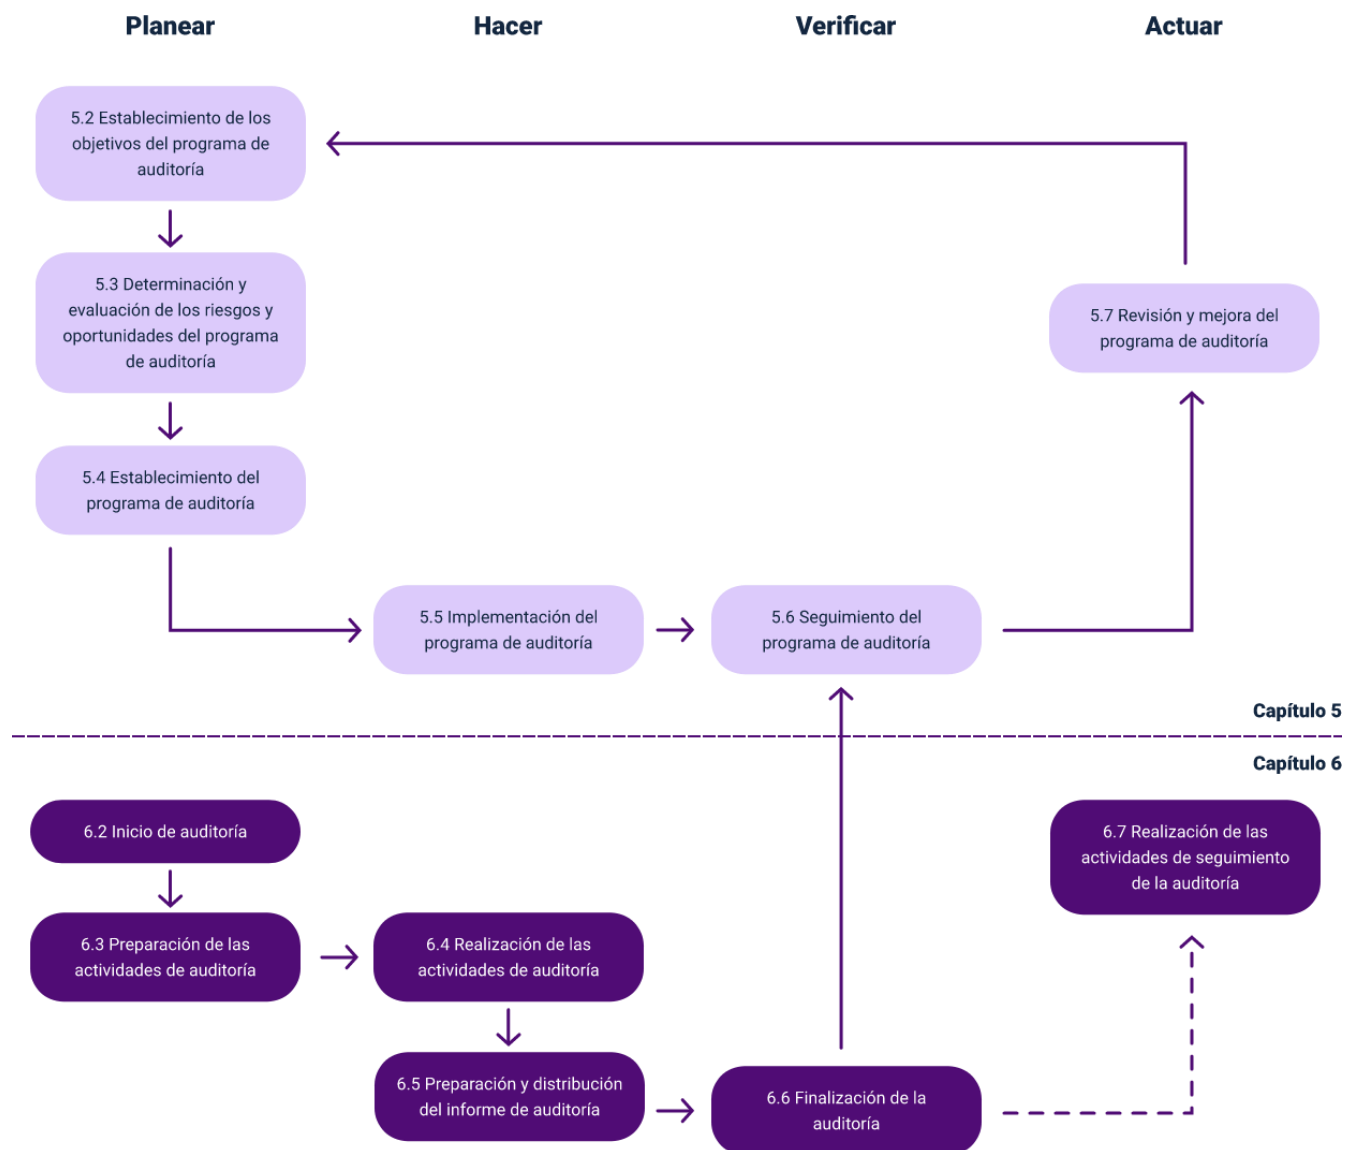 Planear
Hacer
Verificar
Actuar
5.2 Establecimiento de los
objetivos del programa de
auditoría
5.3 Determinación y
evaluación de los riesgos y
oportunidades del programa
de auditoría
5.7 Revisión y mejora del
programa de auditoría
5.4 Establecimiento del
programa de auditoría
5.5 Implementación del
programa de auditoría
5.6 Seguimiento del
programa de auditoría
Capítulo 5
Capítulo 6
6.2 Inicio de auditoría
6.7 Realización de las
actividades de seguimiento
de la auditoría
6.3 Preparación de las
actividades de auditoría
6.4 Realización de las
actividades de auditoría
6.5 Preparación y distribución
del informe de auditoría
6.6 Finalización de la
auditoría